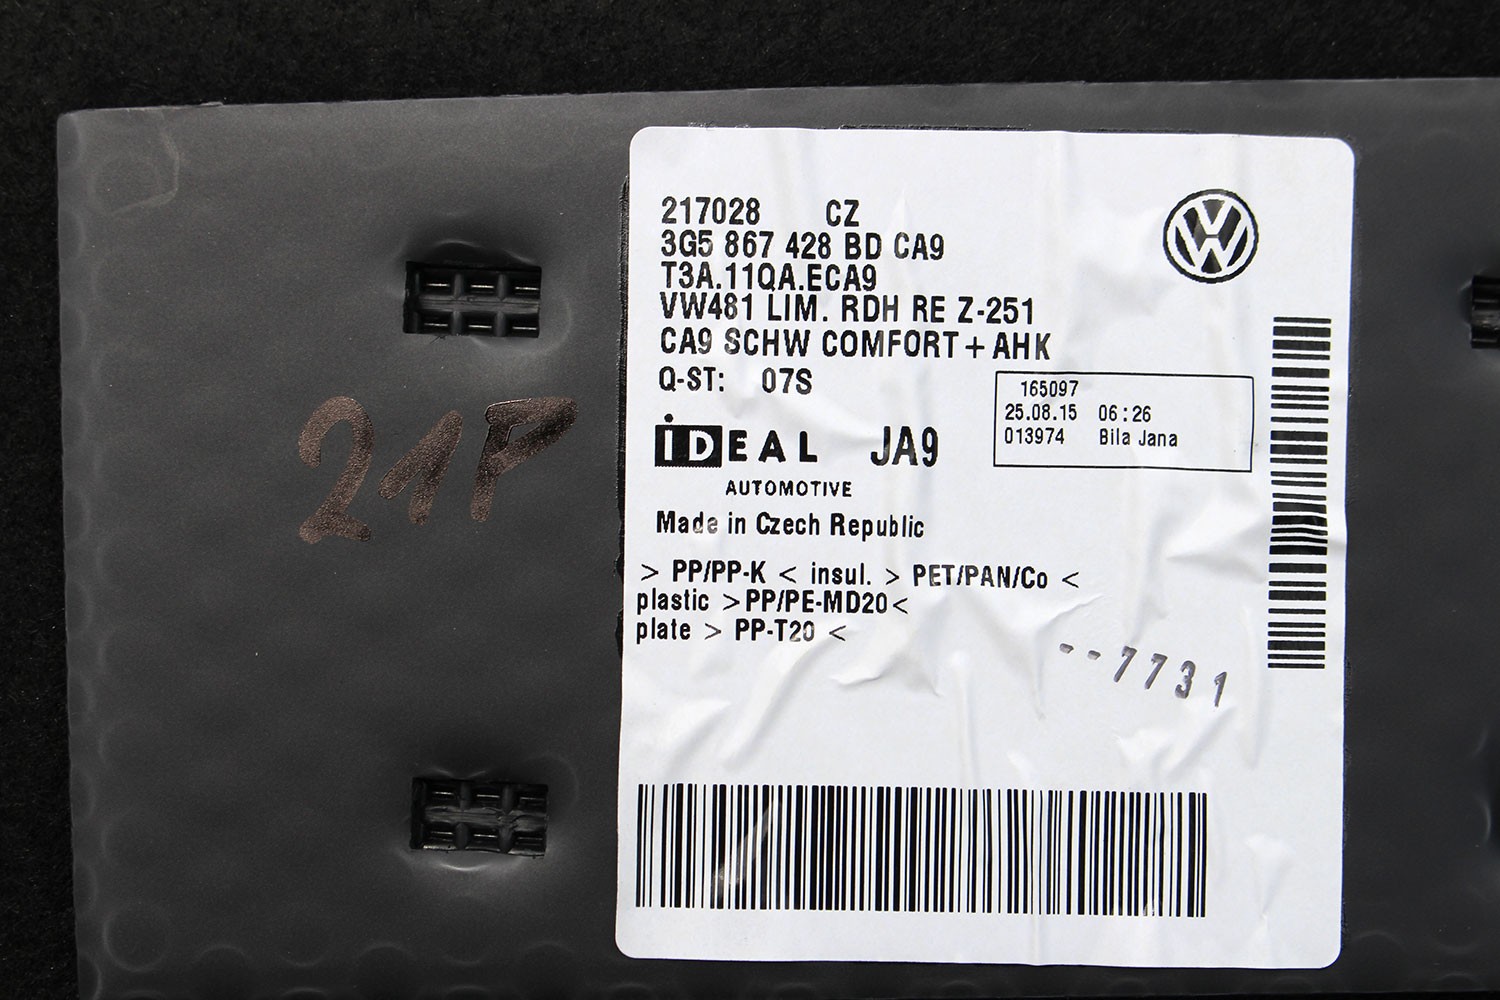 217028 CZ
3G5 867 428 BD CA9
T3A.11QA.ECA9
VW481 LIM. RDH RE Z-251
CA9 SCHW COMFORT + AHK
Q-ST: 07S
165097
25.08.15 06:26
013974 Bila Jana
iDEAL JA9
AUTOMOTIVE
Made in Czech Republic
> PP/PP-K < insul. > PET/PAN/Co <
plastic >PP/PE-MD20<
plate > PP-T20 <
--7731
21P